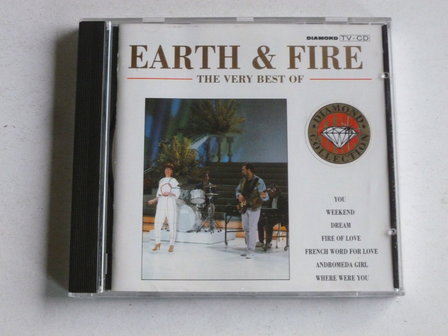 DIAMOND TV-CD
EARTH & FIRE
THE VERY BEST OF
DIAMOND
COLLECTION
YOU
WEEKEND
DREAM
FIRE OF LOVE
FRENCH WORD FOR LOVE
ANDROMEDA GIRL
WHERE WERE YOU